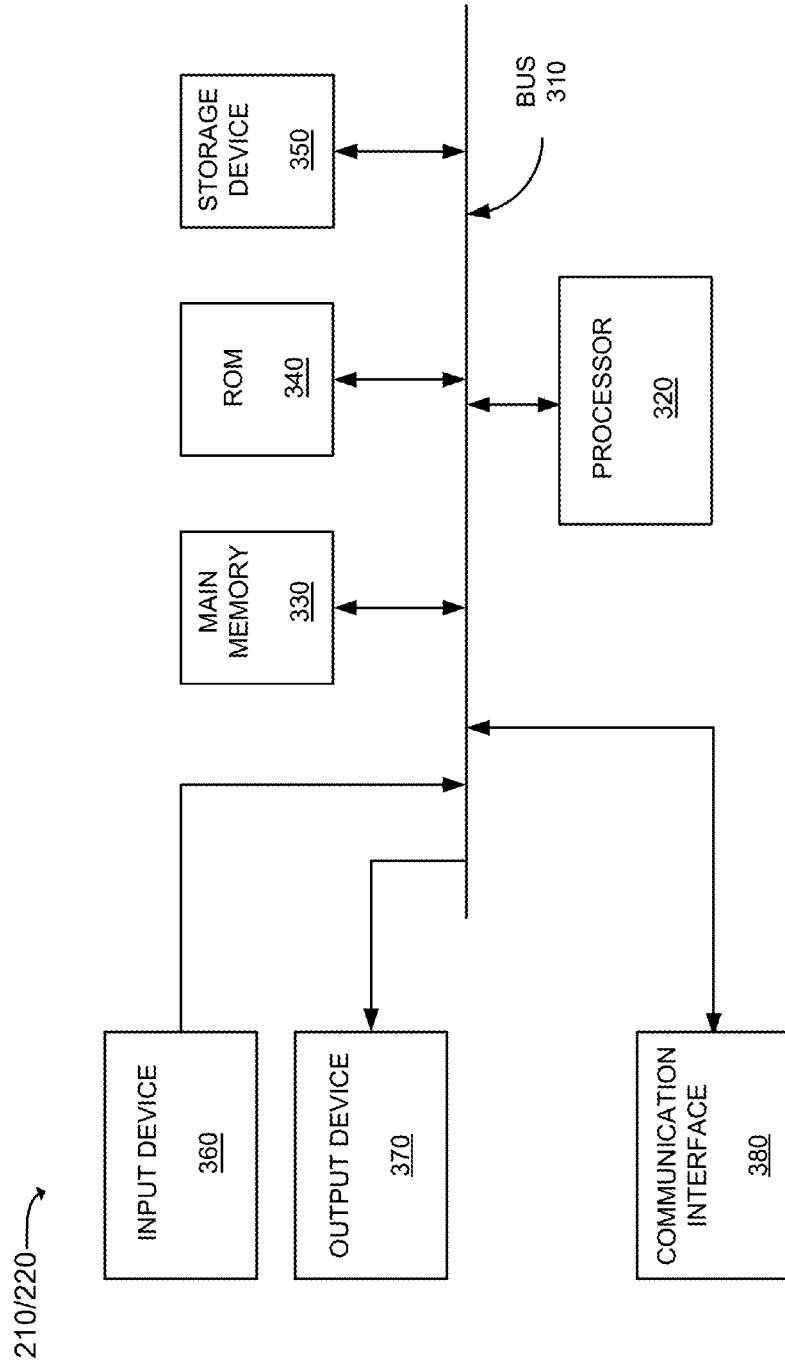 210/220
INPUT DEVICE
360
OUTPUT DEVICE
370
COMMUNICATION
INTERFACE
380
MAIN
MEMORY
330
ROM
340
STORAGE
DEVICE
350
PROCESSOR
320
BUS
310